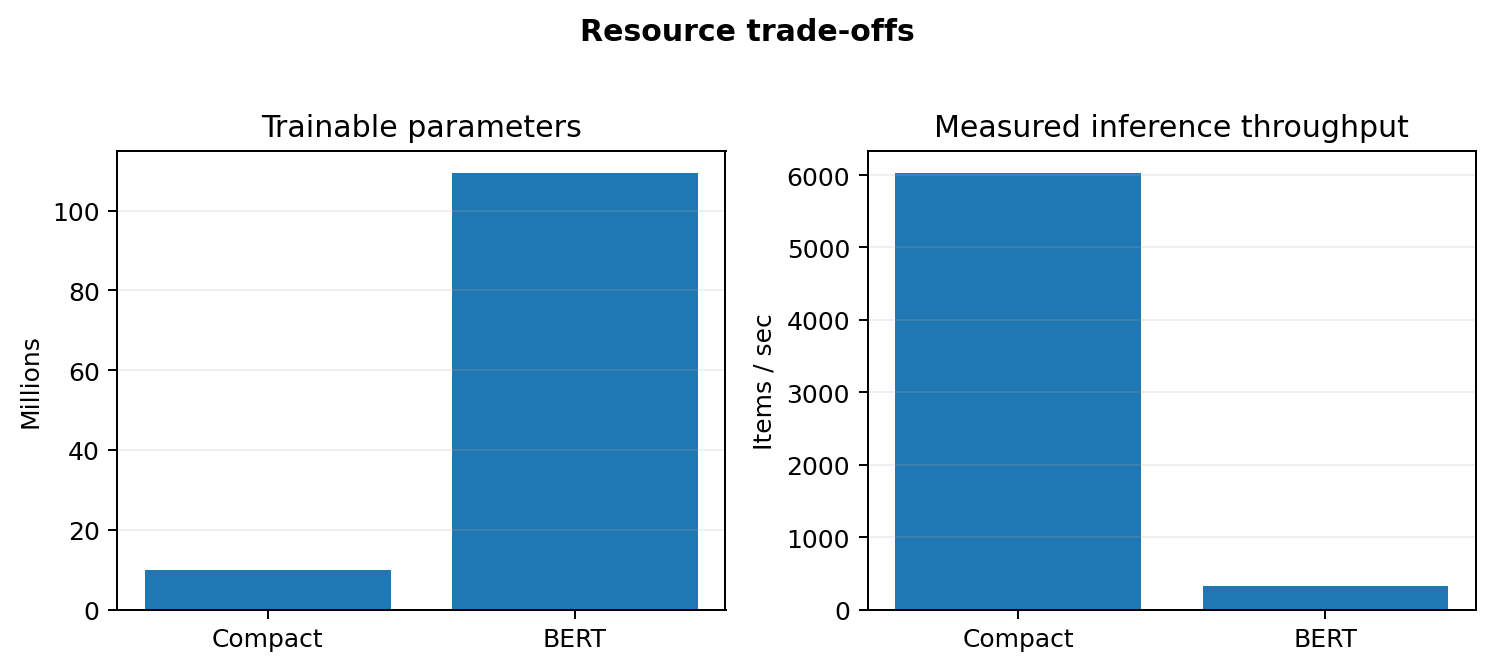 Resource trade-offs
Trainable parameters
Millions
100
80
60
40
20
0
Compact
BERT
Measured inference throughput
Items / sec
6000
5000
4000
3000
2000
1000
0
Compact
BERT